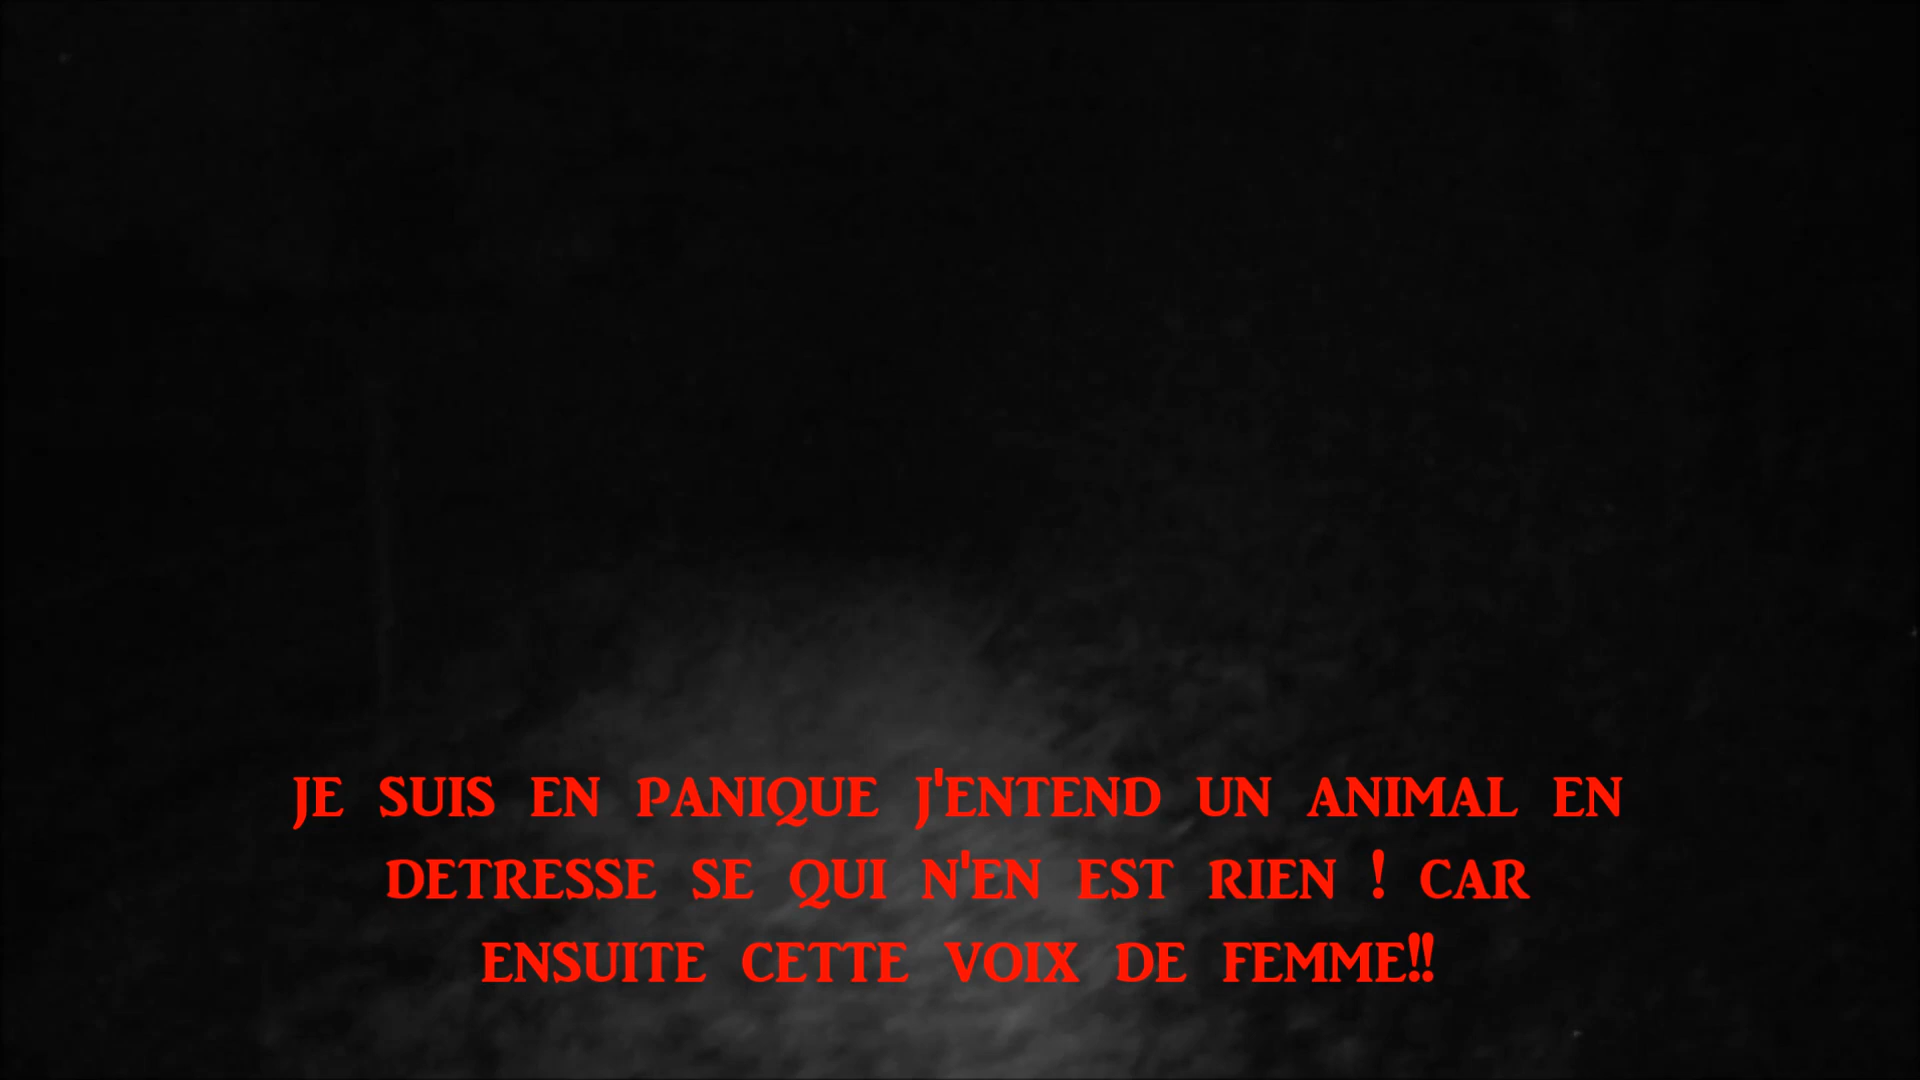 JE SUIS EN PANIQUE J'ENTEND UN ANIMAL EN
DETRESSE SE QUI N'EN EST RIEN ! CAR
ENSUITE CETTE VOIX DE FEMME!!